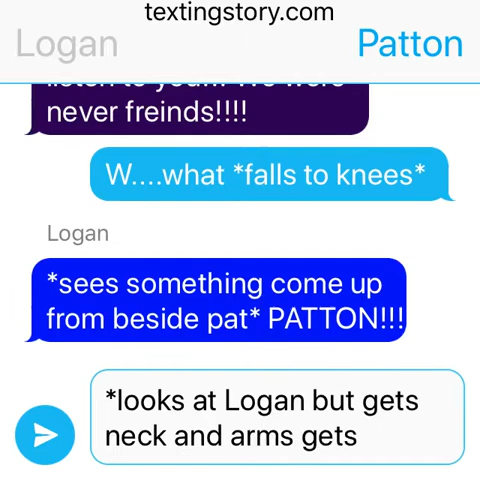 textingstory.com
Logan Patton
never freinds!!!!
W....what *falls to knees*
Logan
*sees something come up
from beside pat* PATTON!!!
*looks at Logan but gets
neck and arms gets